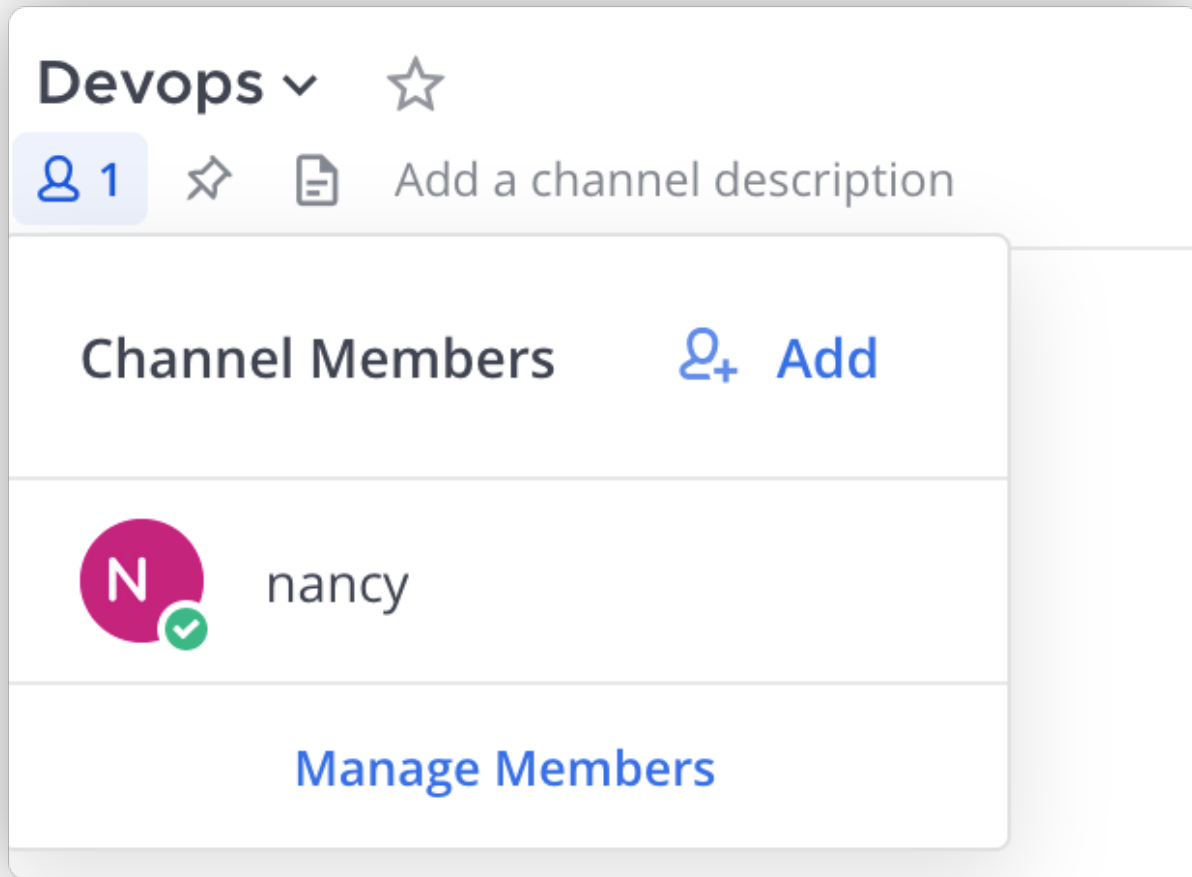 Devops
1 Add a channel description
Channel Members Add
N nancy
Manage Members